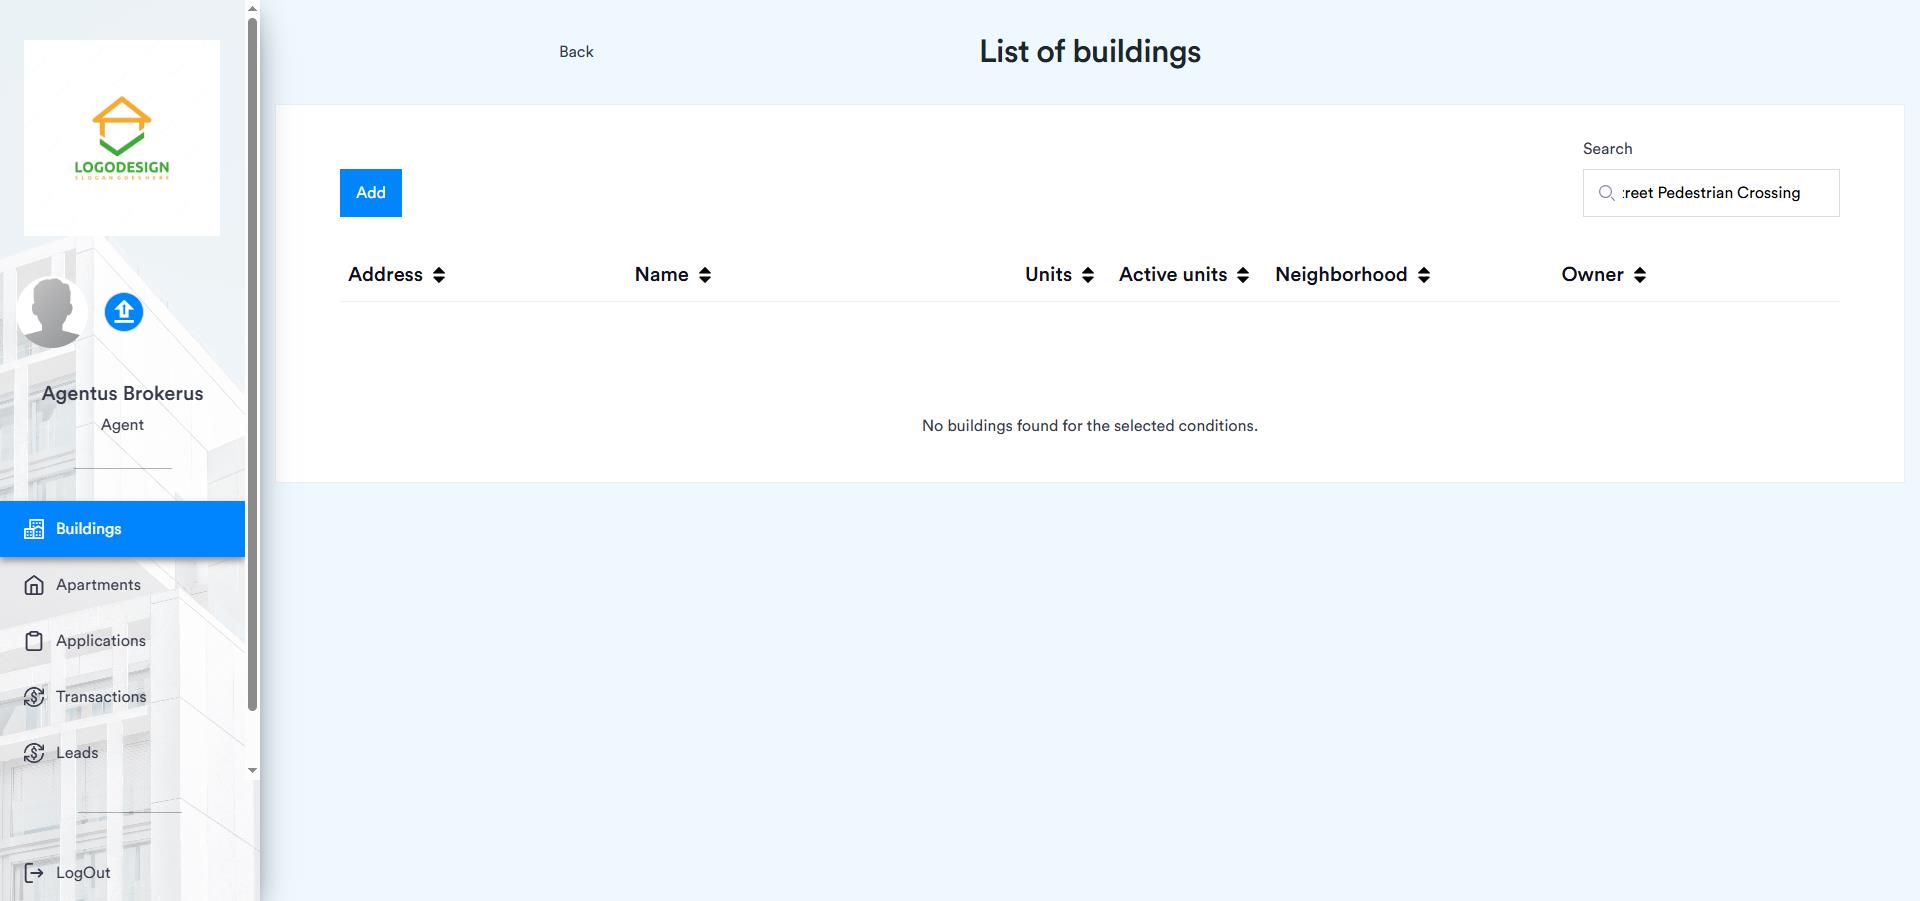 LOGODESIGN
SLOGANGOESHERE
Agentus Brokerus
Agent
Buildings
Apartments
Applications
Transactions
Leads
LogOut
Back
List of buildings
Add
Search
reet Pedestrian Crossing
Address
Name
Units
Active units
Neighborhood
Owner
No buildings found for the selected conditions.